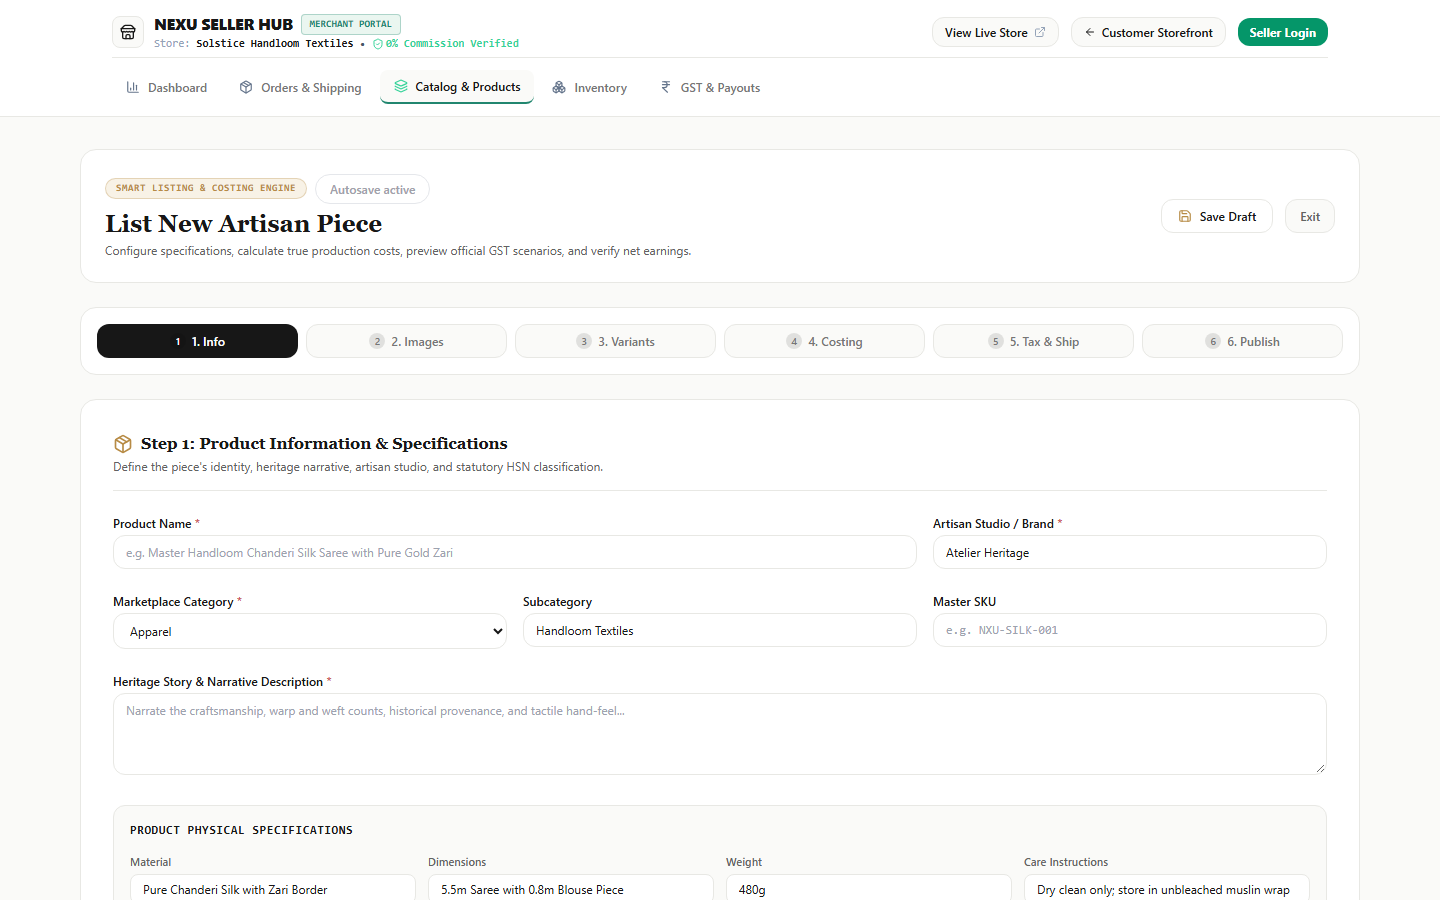 NEXU SELLER HUB MERCHANT PORTAL
Store: Solstice Handloom Textiles • 0% Commission Verified
View Live Store
Customer Storefront
Seller Login
Dashboard
Orders & Shipping
Catalog & Products
Inventory
GST & Payouts
SMART LISTING & COSTING ENGINE
Autosave active
List New Artisan Piece
Configure specifications, calculate true production costs, preview official GST scenarios, and verify net earnings.
Save Draft
Exit
1 1. Info
2 2. Images
3 3. Variants
4 4. Costing
5 5. Tax & Ship
6 6. Publish
Step 1: Product Information & Specifications
Define the piece's identity, heritage narrative, artisan studio, and statutory HSN classification.
Product Name *
e.g. Master Handloom Chanderi Silk Saree with Pure Gold Zari
Artisan Studio / Brand *
Atelier Heritage
Marketplace Category *
Apparel
Subcategory
Handloom Textiles
Master SKU
e.g. NXU-SILK-001
Heritage Story & Narrative Description *
Narrate the craftsmanship, warp and weft counts, historical provenance, and tactile hand-feel...
PRODUCT PHYSICAL SPECIFICATIONS
Material
Pure Chanderi Silk with Zari Border
Dimensions
5.5m Saree with 0.8m Blouse Piece
Weight
480g
Care Instructions
Dry clean only; store in unbleached muslin wrap